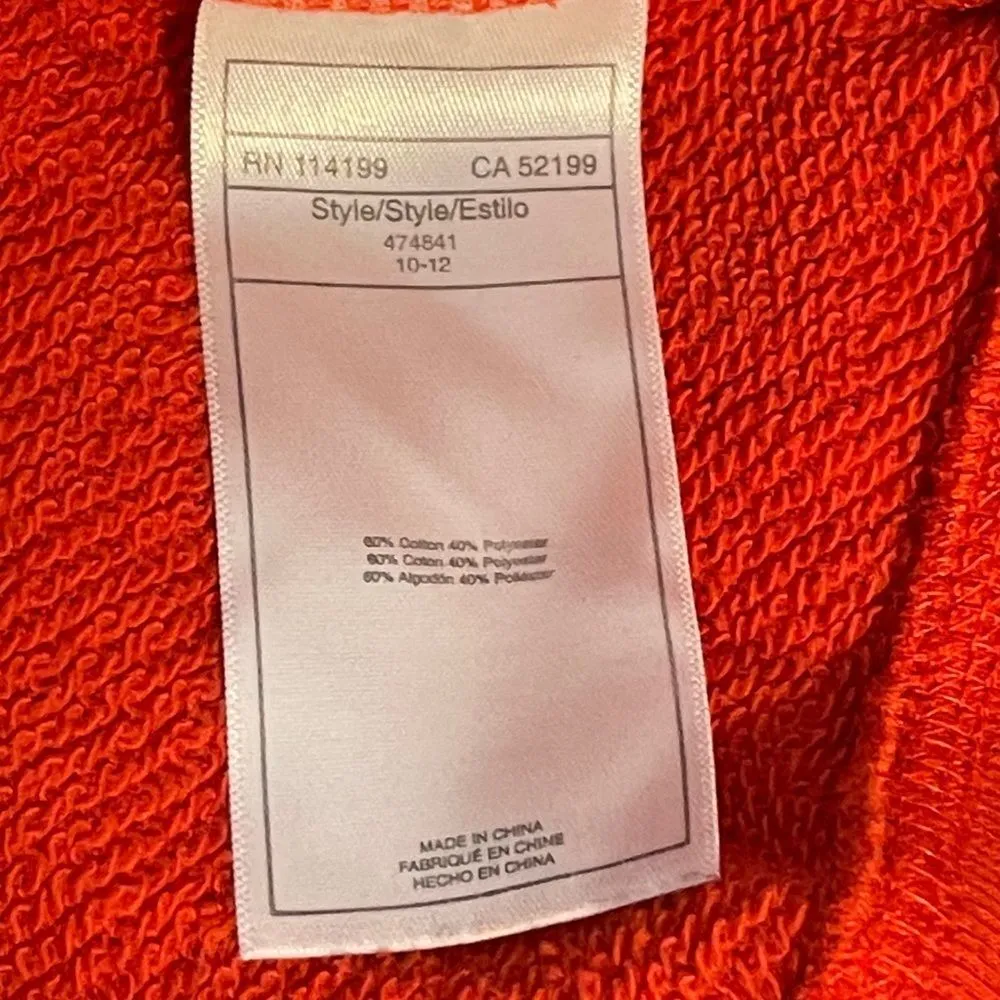 RN 114199 CA 52199
Style/Style/Estilo
474841
10-12
60% Cotton 40% Polyester
60% Coton 40% Polyester
60% Algodón 40% Poliéster
MADE IN CHINA
FABRIQUÉ EN CHINE
HECHO EN CHINA